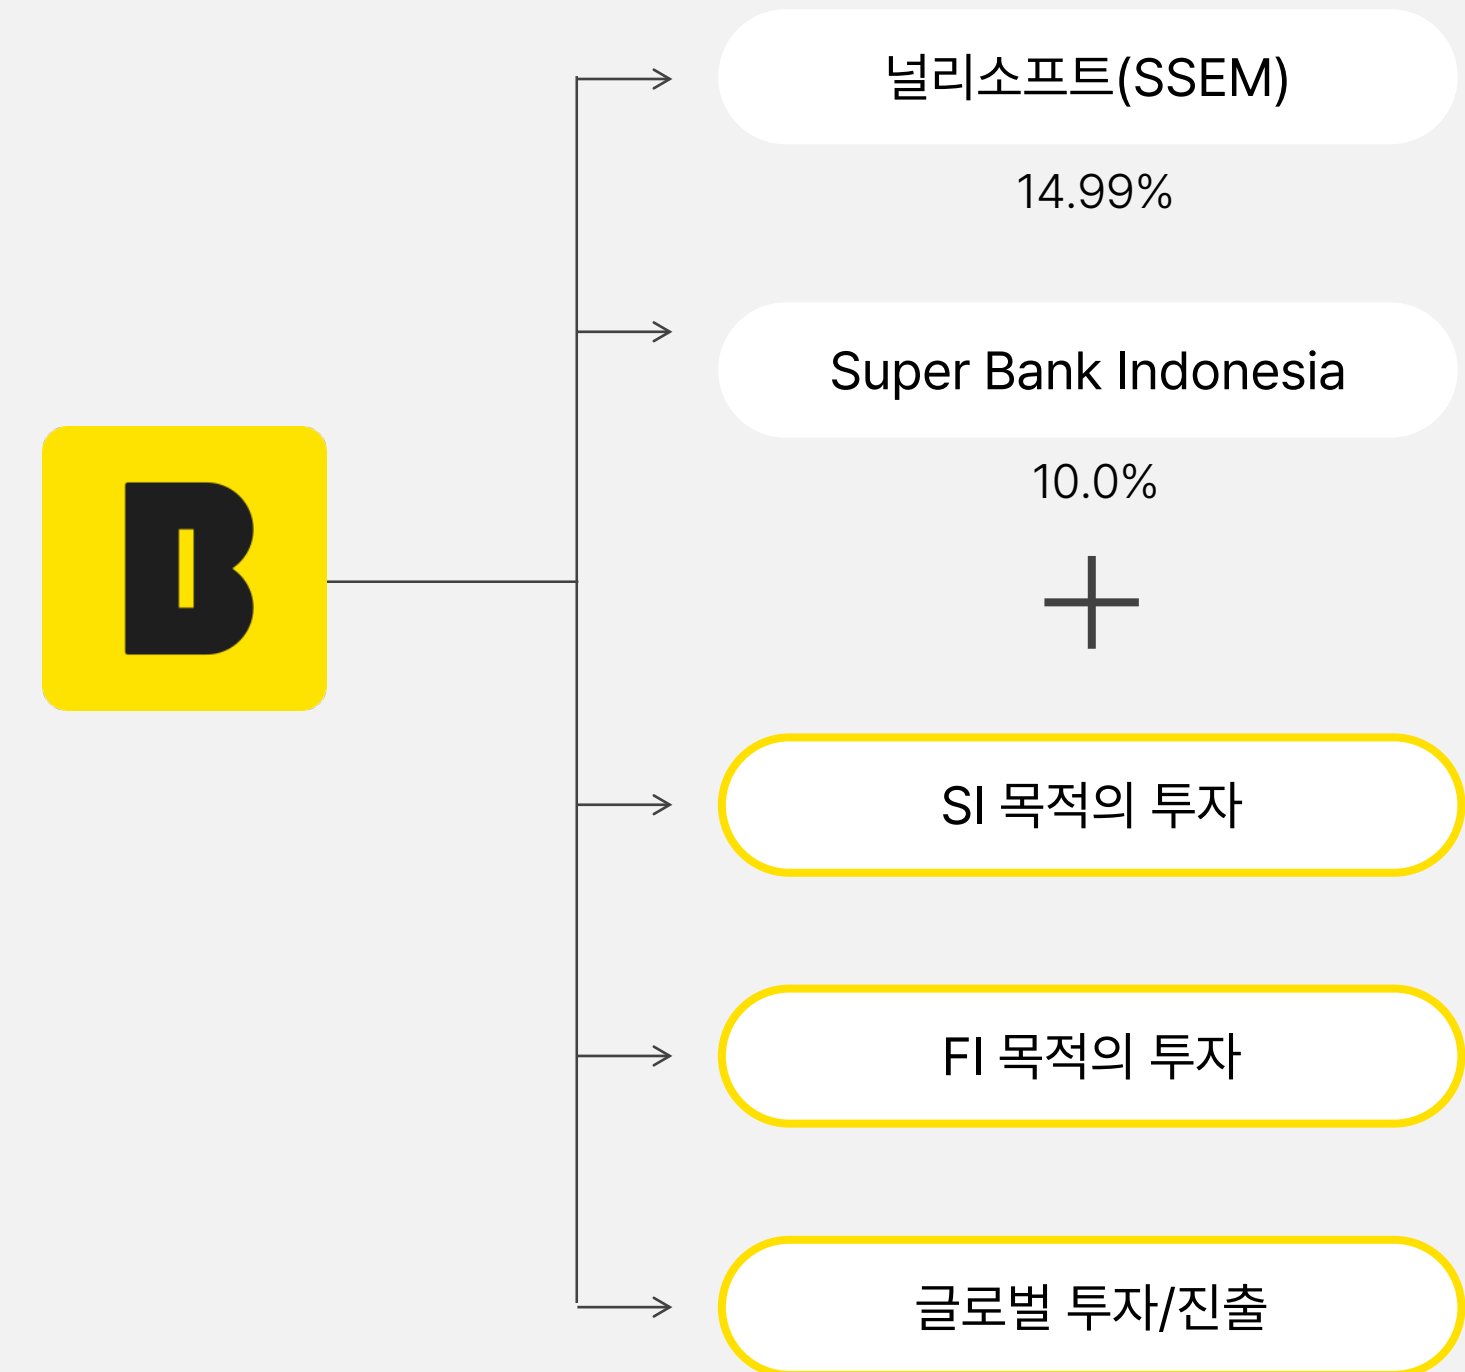 널리소프트(SSEM)
14.99%
Super Bank Indonesia
10.0%
B
SI 목적의 투자
FI 목적의 투자
글로벌 투자/진출